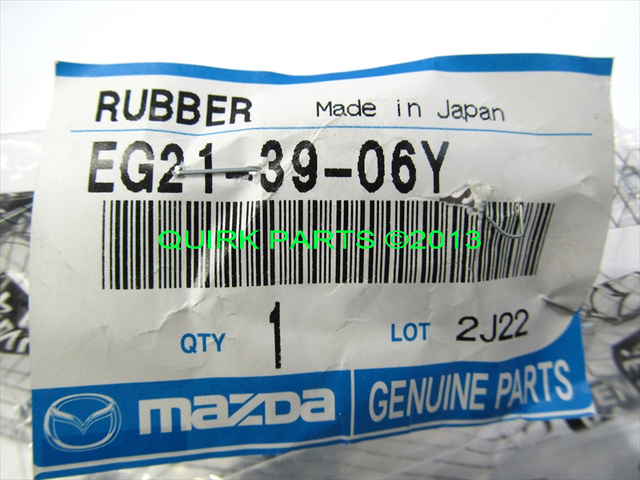 RUBBER Made in Japan
EG21-39-06Y
QUIRK PARTS ©2013
QTY 1 LOT 2J22
mazda GENUINE PARTS